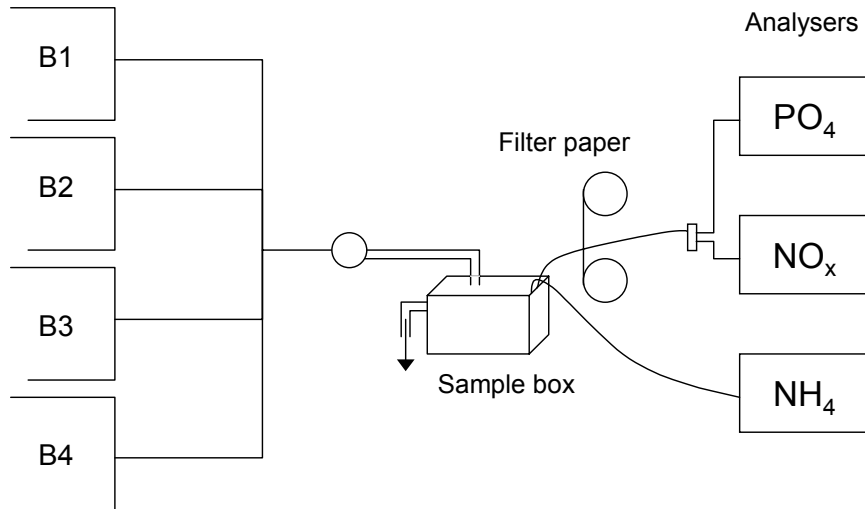 Analysers
B1
PO₄
Filter paper
B2
NOₓ
B3
Sample box
NH₄
B4